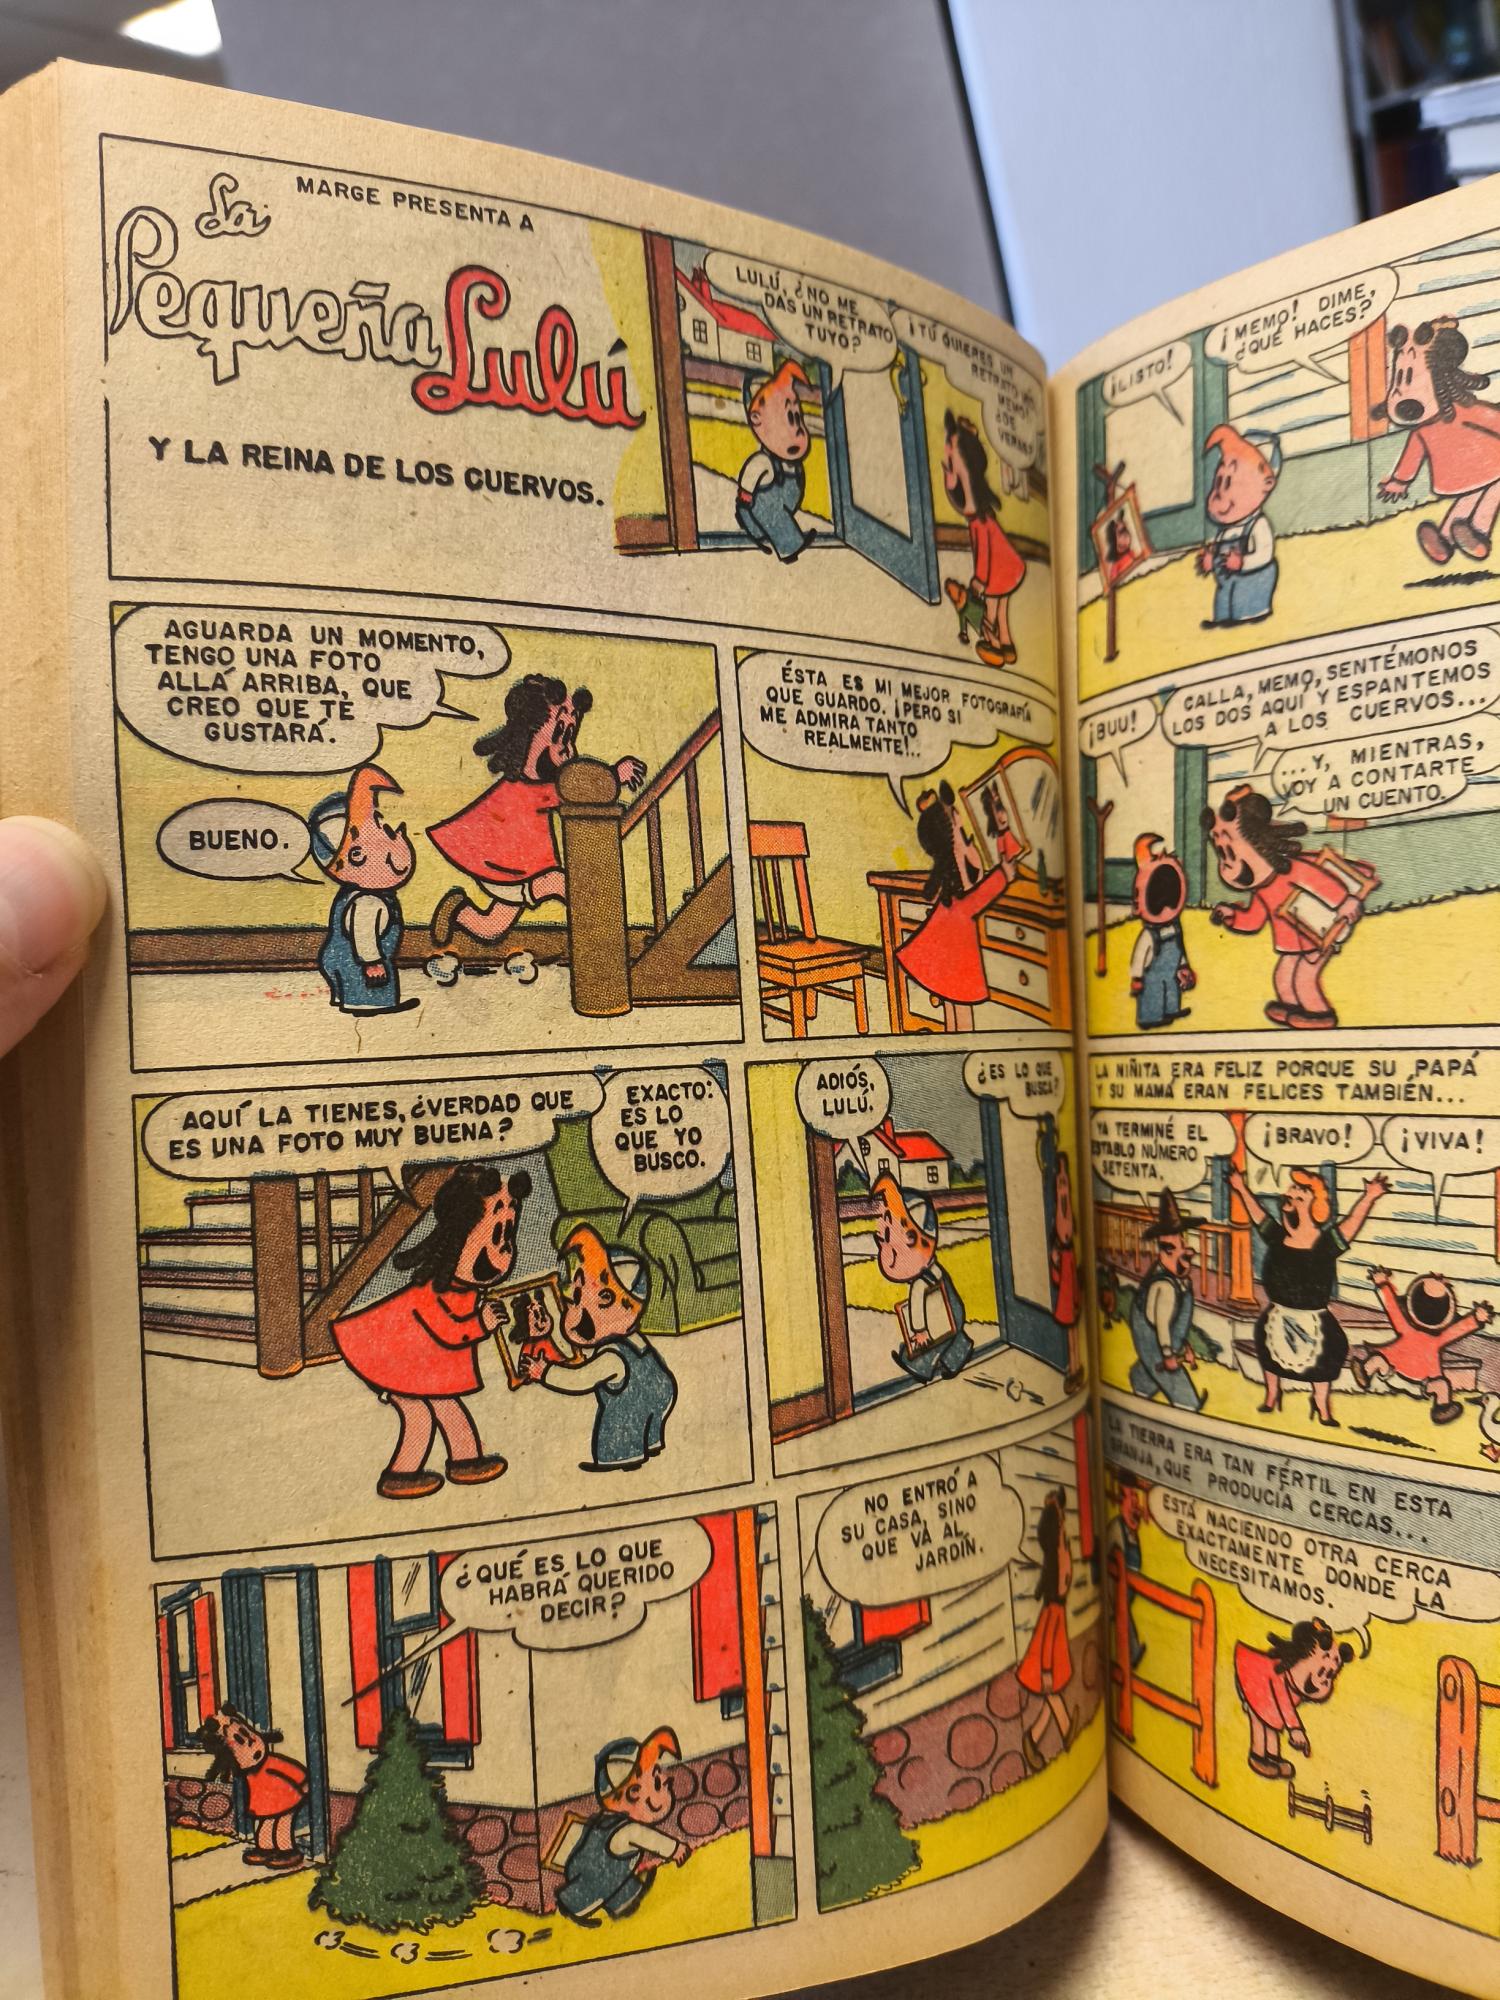 MARGE PRESENTA A
La
Pequeña Lulú
Y LA REINA DE LOS CUERVOS.
LULÚ, ¿NO ME
DAS UN RETRATO
TUYO?
¡TÚ QUIERES UN
RETRATO MÍO,
MEMO!
¿DE
VERAS?
AGUARDA UN MOMENTO,
TENGO UNA FOTO
ALLÁ ARRIBA, QUE
CREO QUE TE
GUSTARÁ.
BUENO.
ÉSTA ES MI MEJOR FOTOGRAFÍA
QUE GUARDO. ¡PERO SI
ME ADMIRA TANTO
REALMENTE!..
AQUÍ LA TIENES, ¿VERDAD QUE
ES UNA FOTO MUY BUENA?
EXACTO:
ES LO
QUE YO
BUSCO.
ADIÓS,
LULÚ.
¿ES LO QUE
BUSCA?
¿QUÉ ES LO QUE
HABRÁ QUERIDO
DECIR?
NO ENTRÓ A
SU CASA, SINO
QUE VA AL
JARDÍN.
¡LISTO!
¡MEMO! DIME,
¿QUÉ HACES?
¡BUU!
CALLA, MEMO, SENTÉMONOS
LOS DOS AQUÍ Y ESPANTEMOS
A LOS CUERVOS...
...Y, MIENTRAS,
VOY A CONTARTE
UN CUENTO.
LA NIÑITA ERA FELIZ PORQUE SU PAPÁ
Y SU MAMÁ ERAN FELICES TAMBIÉN...
YA TERMINÉ EL
ESTABLO NÚMERO
SETENTA.
¡BRAVO!
¡VIVA!
LA TIERRA ERA TAN FÉRTIL EN ESTA
GRANJA, QUE PRODUCÍA CERCAS...
ESTÁ NACIENDO OTRA CERCA
EXACTAMENTE DONDE LA
NECESITAMOS.